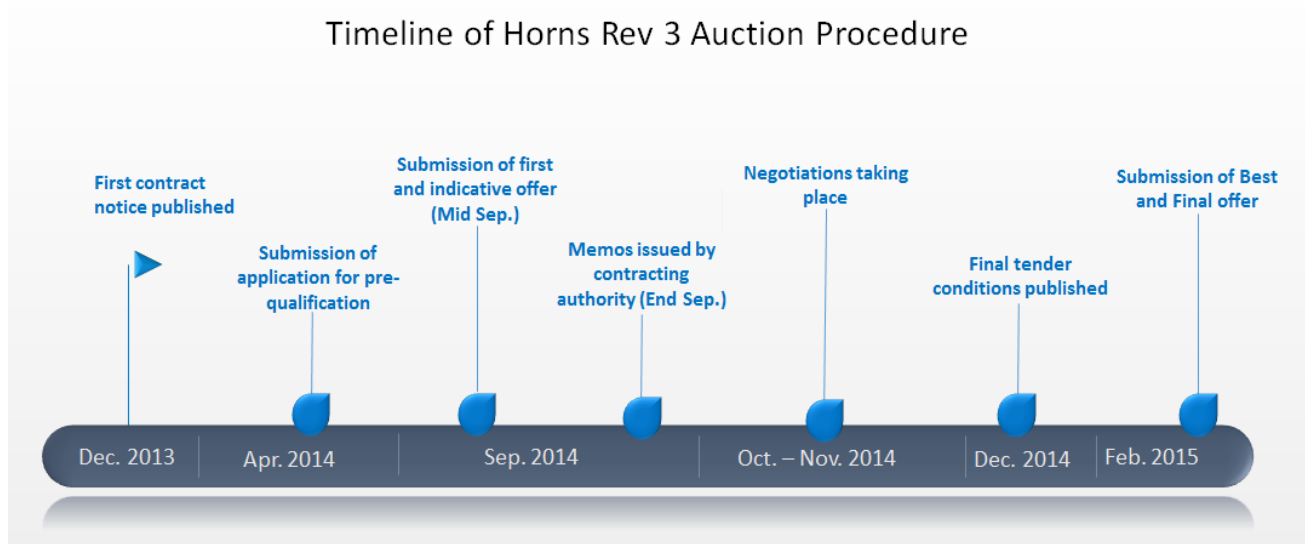 Timeline of Horns Rev 3 Auction Procedure
First contract
notice published
Submission of
application for pre-
qualification
Submission of first
and indicative offer
(Mid Sep.)
Memos issued by
contracting
authority (End Sep.)
Negotiations taking
place
Final tender
conditions published
Submission of Best
and Final offer
Dec. 2013
Apr. 2014
Sep. 2014
Oct. – Nov. 2014
Dec. 2014
Feb. 2015